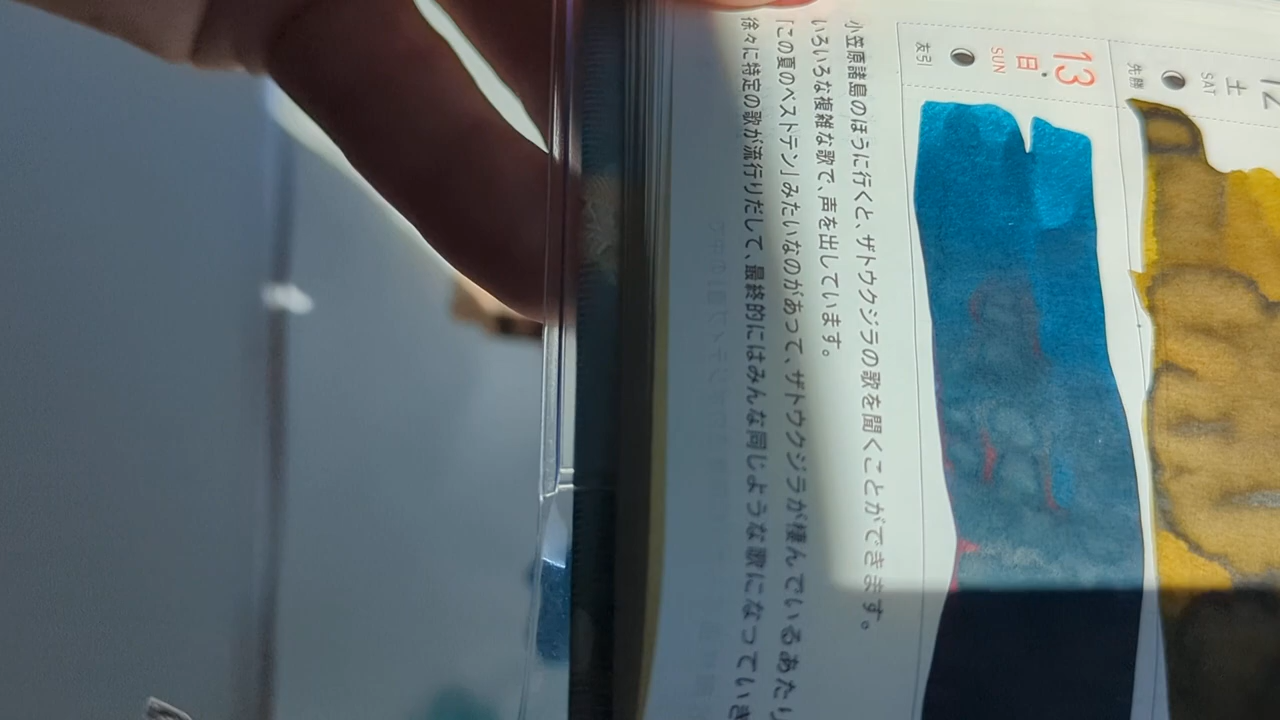 12
土
SAT
先勝
13
日
SUN
友引
小笠原諸島のほうに行くと、ザトウクジラの歌を聞くことができます。
いろいろな複雑な歌で、声を出しています。
「この夏のベストテン」みたいなのがあって、ザトウクジラが棲んでいるあたり
徐々に特定の歌が流行りだして、最終的にはみんな同じような歌になっていき